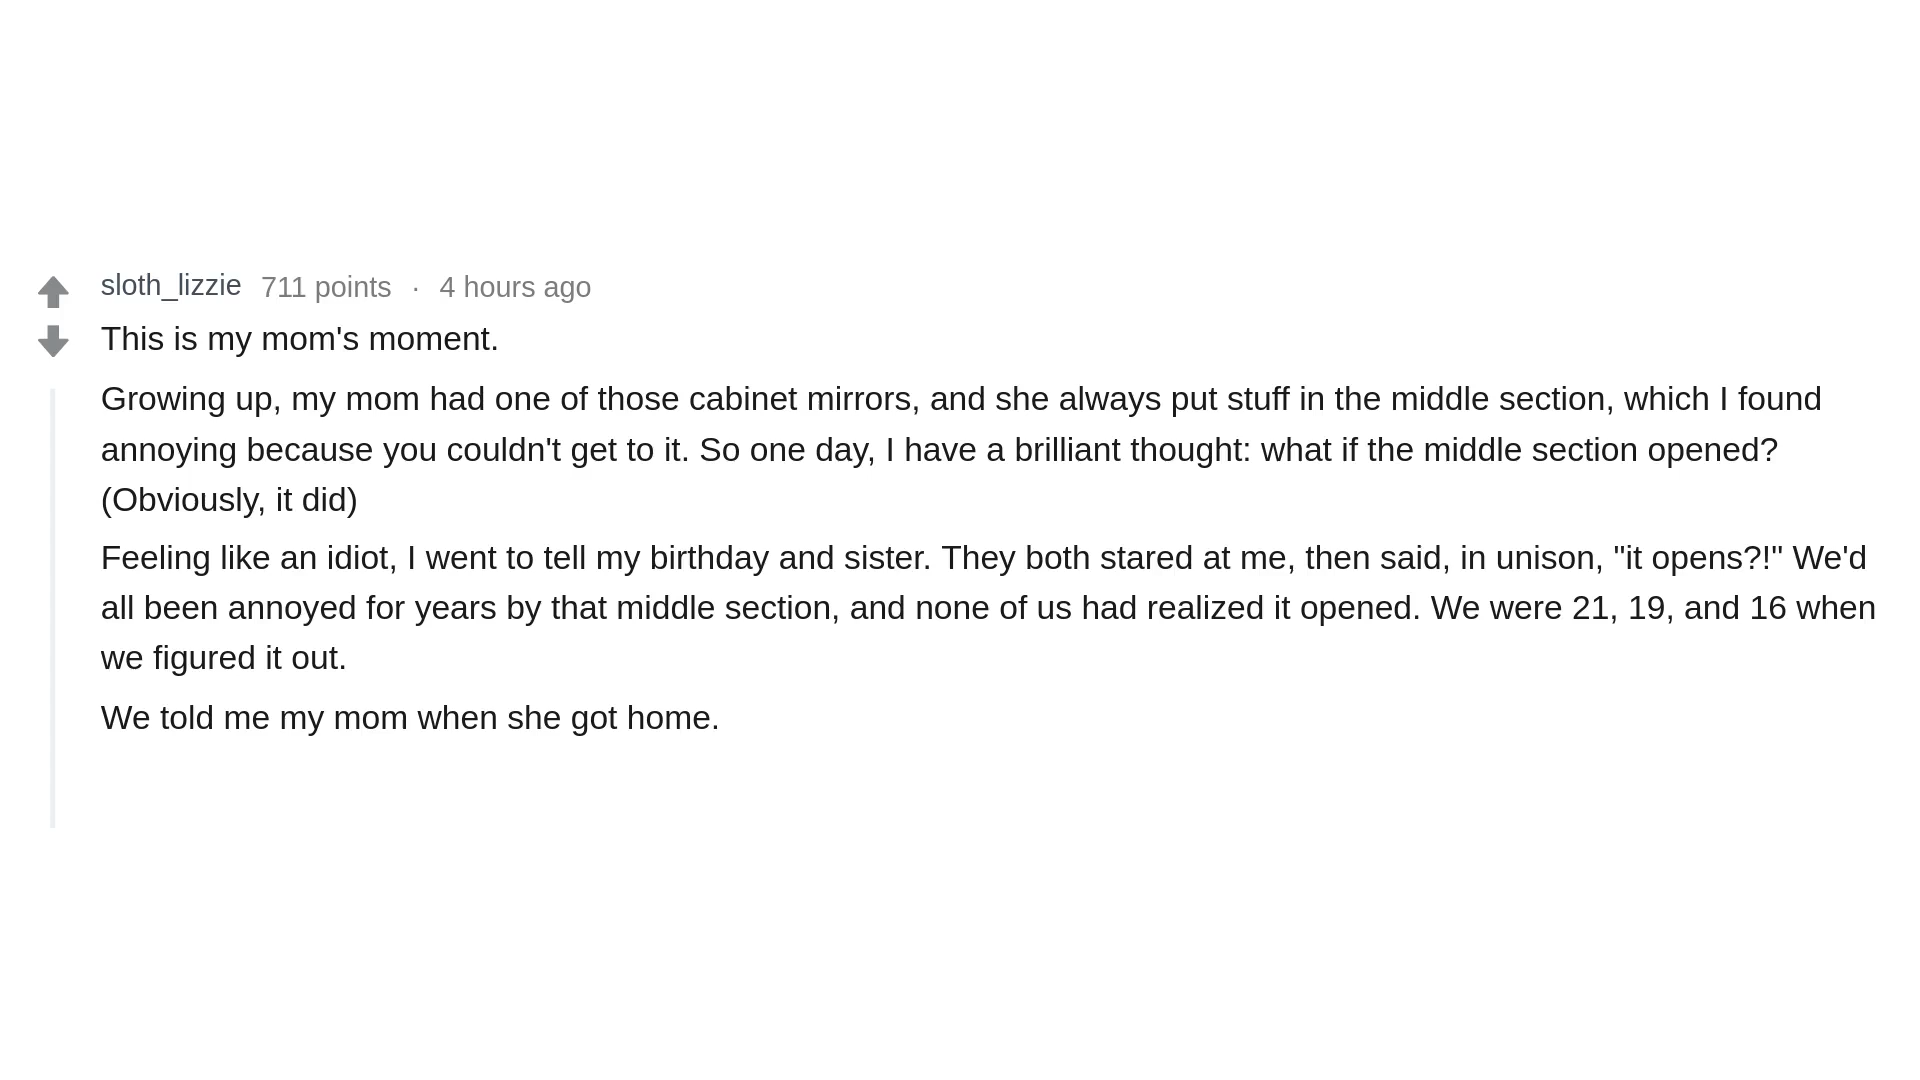 sloth_lizzie 711 points · 4 hours ago
This is my mom's moment.
Growing up, my mom had one of those cabinet mirrors, and she always put stuff in the middle section, which I found
annoying because you couldn't get to it. So one day, I have a brilliant thought: what if the middle section opened?
(Obviously, it did)
Feeling like an idiot, I went to tell my birthday and sister. They both stared at me, then said, in unison, "it opens?!" We'd
all been annoyed for years by that middle section, and none of us had realized it opened. We were 21, 19, and 16 when
we figured it out.
We told me my mom when she got home.